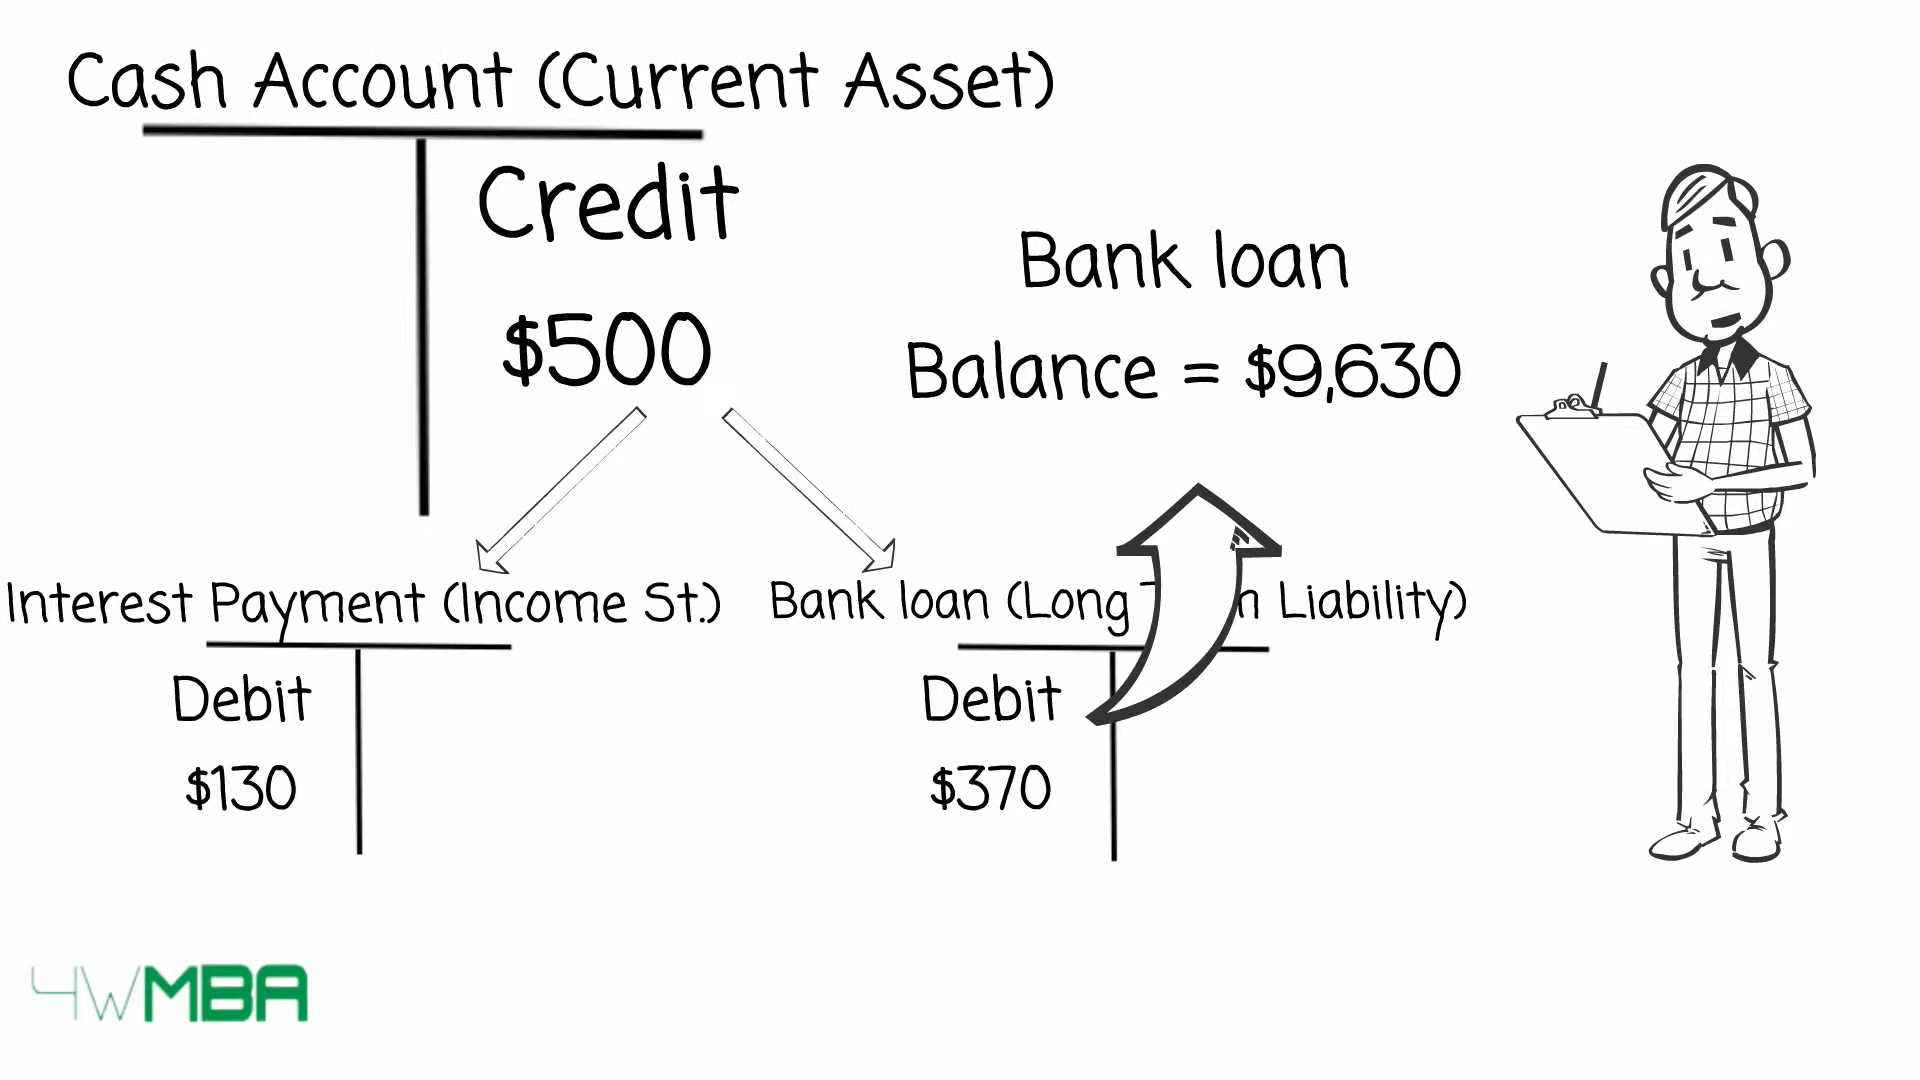 Cash Account (Current Asset)
Credit
$500
Bank loan
Balance = $9,630
Interest Payment (Income St.)
Bank loan (Long Liability)
Debit
$130
Debit
$370
4WMBA